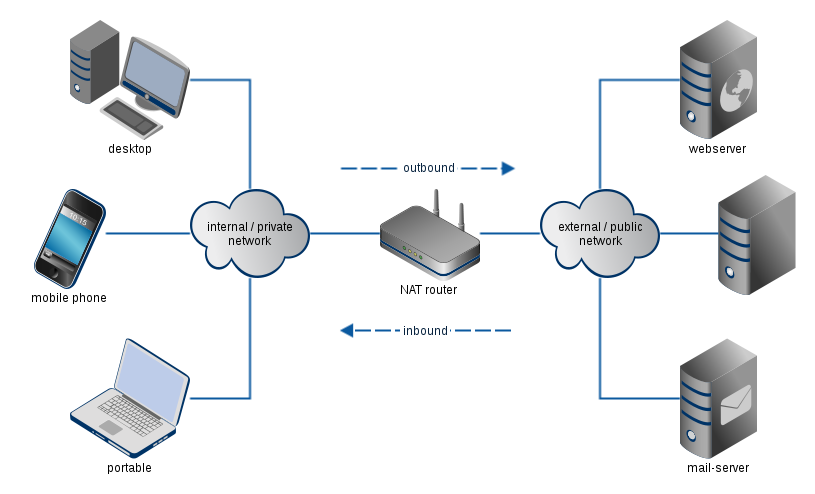 desktop
webserver
outbound
10:15
internal / private
network
external / public
network
mobile phone
NAT router
inbound
portable
mail-server